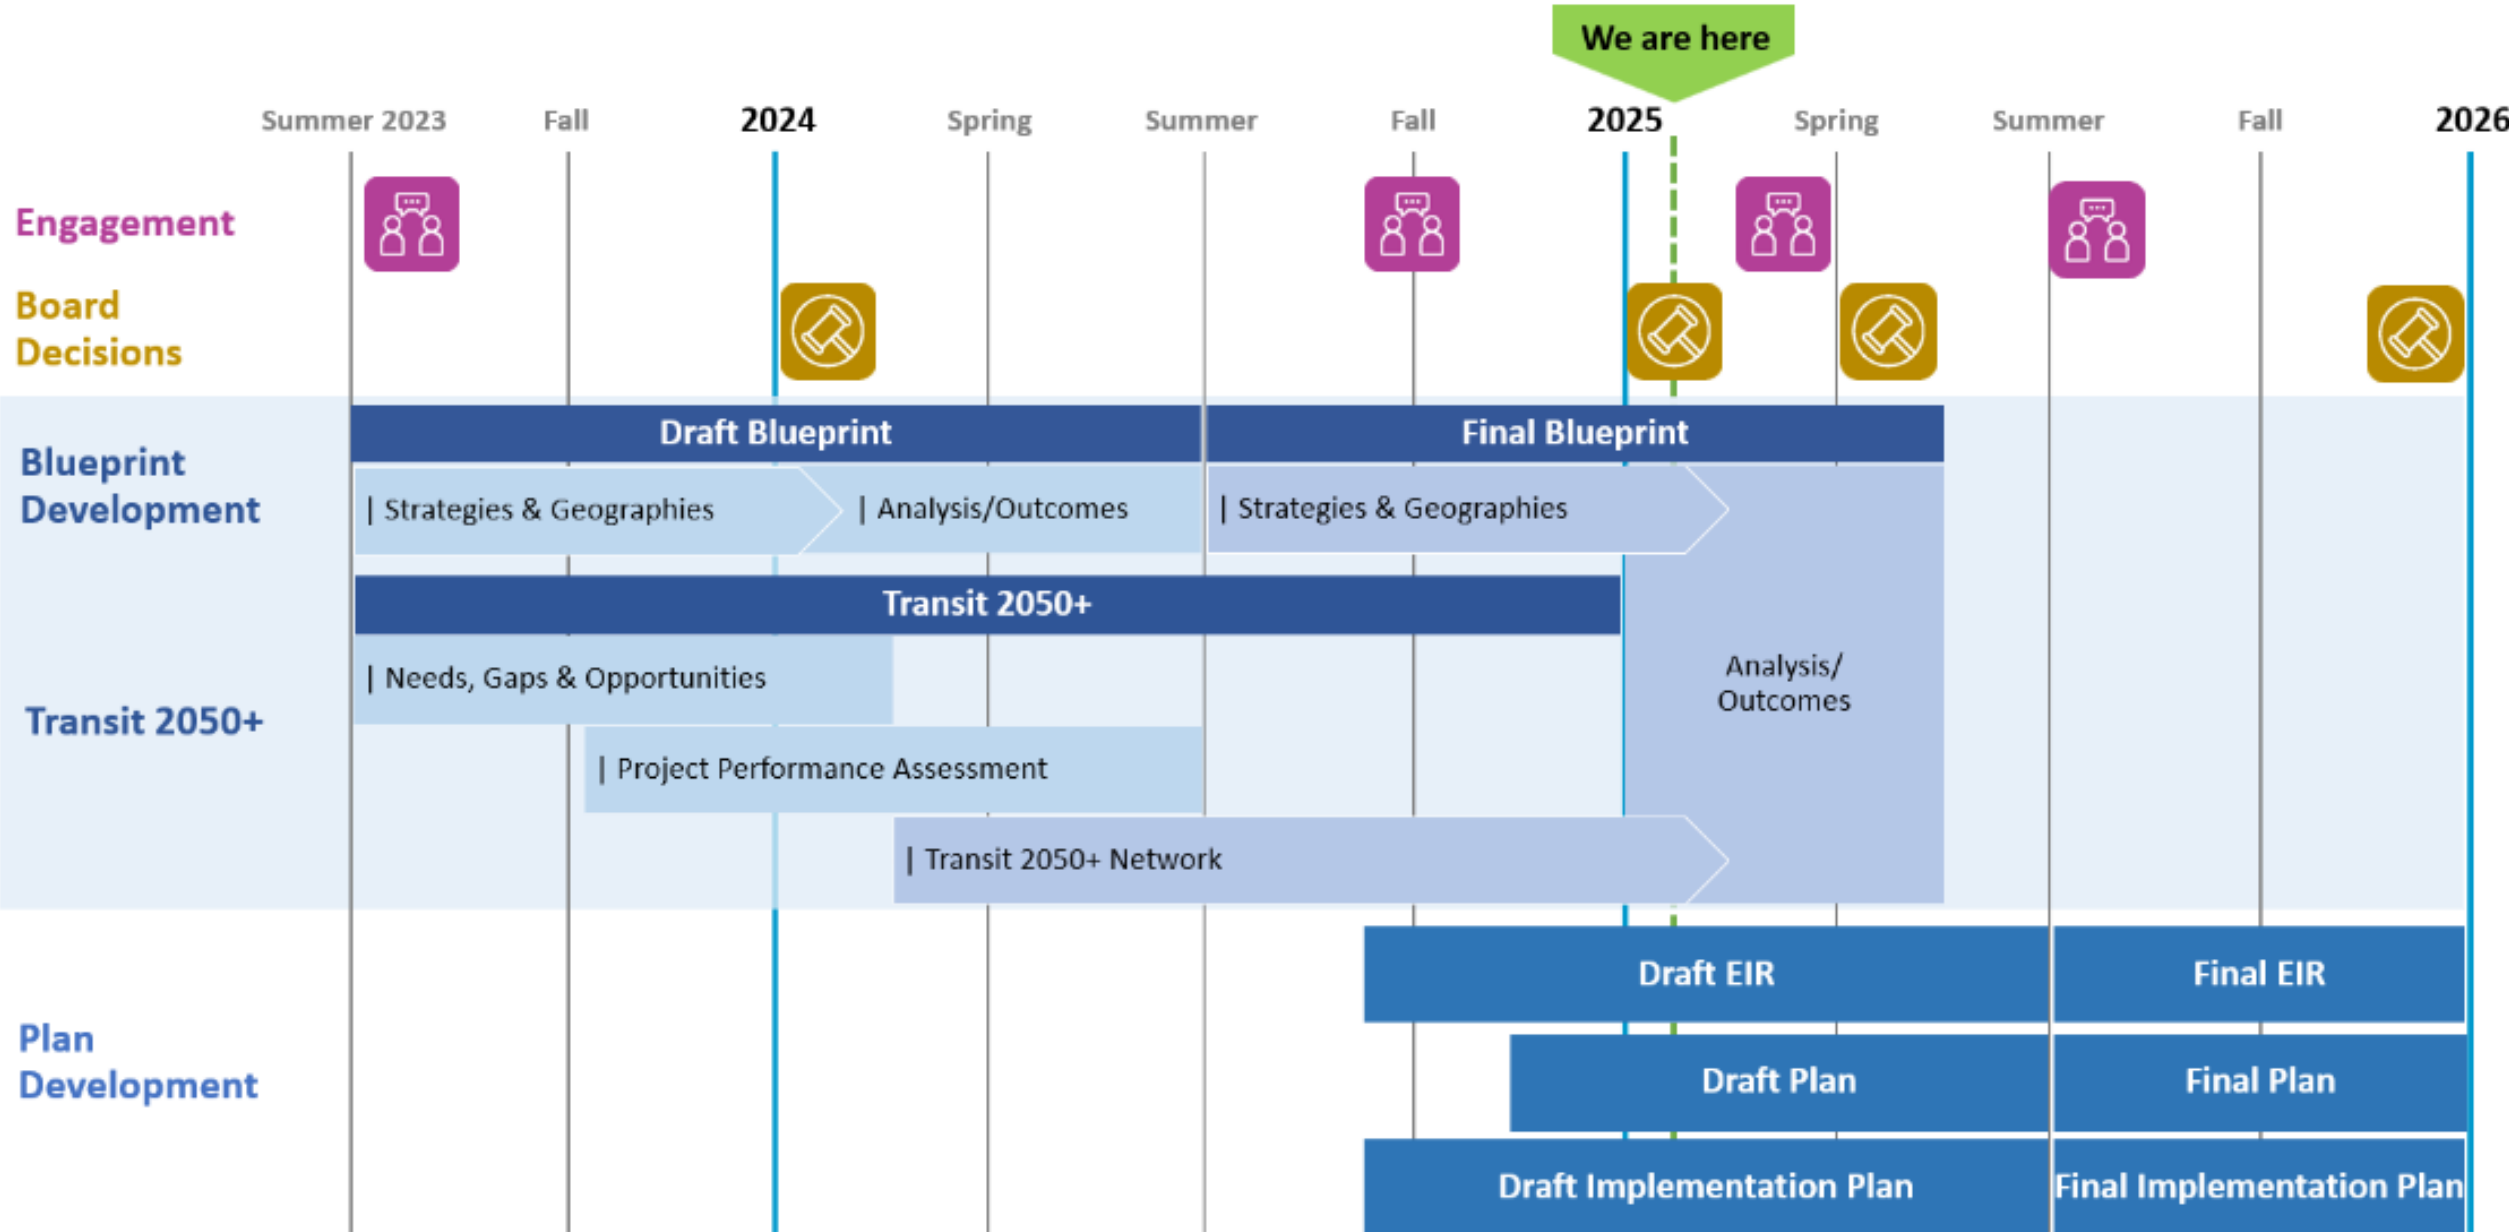 We are here
Summer 2023
Fall
2024
Spring
Summer
Fall
2025
Spring
Summer
Fall
2026
Engagement
Board
Decisions
Blueprint
Development
Draft Blueprint
Final Blueprint
| Strategies & Geographies
| Analysis/Outcomes
| Strategies & Geographies
Transit 2050+
Transit 2050+
| Needs, Gaps & Opportunities
Analysis/
Outcomes
| Project Performance Assessment
| Transit 2050+ Network
Plan
Development
Draft EIR
Final EIR
Draft Plan
Final Plan
Draft Implementation Plan
Final Implementation Plan